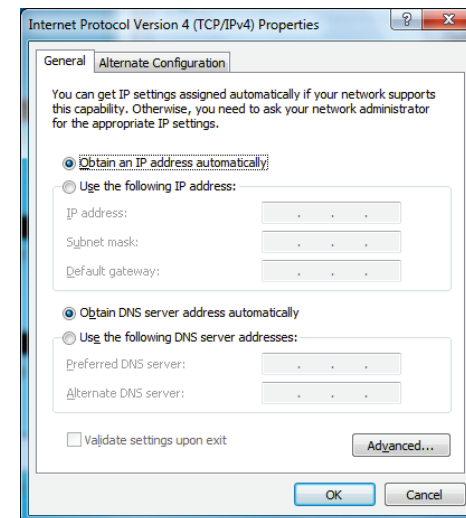 Internet Protocol Version 4 (TCP/IPv4) Properties
? X
General Alternate Configuration
You can get IP settings assigned automatically if your network supports
this capability. Otherwise, you need to ask your network administrator
for the appropriate IP settings.
Obtain an IP address automatically
Use the following IP address:
IP address:
Subnet mask:
Default gateway:
Obtain DNS server address automatically
Use the following DNS server addresses:
Preferred DNS server:
Alternate DNS server:
Validate settings upon exit
Advanced...
OK Cancel